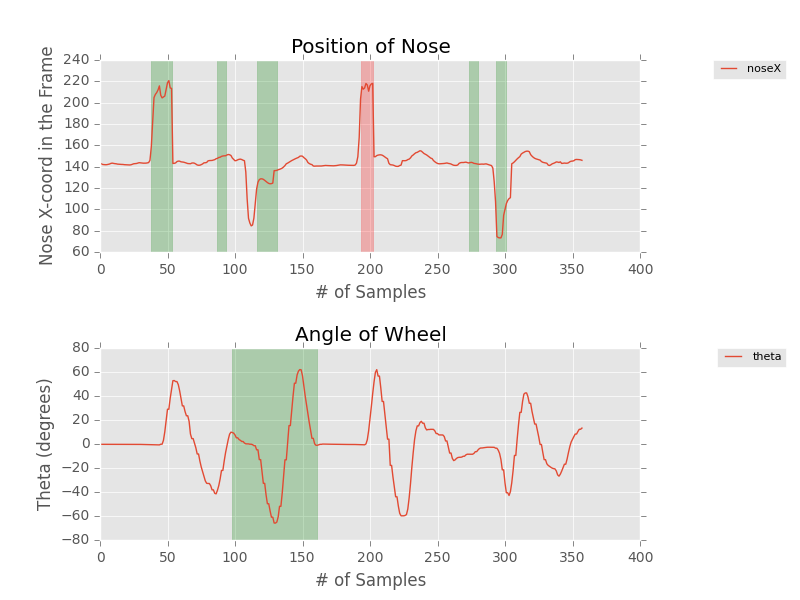 Position of Nose
Nose X-coord in the Frame
240
220
200
180
160
140
120
100
80
60
0 50 100 150 200 250 300 350 400
# of Samples
noseX
Angle of Wheel
Theta (degrees)
80
60
40
20
0
−20
−40
−60
−80
0 50 100 150 200 250 300 350 400
# of Samples
theta